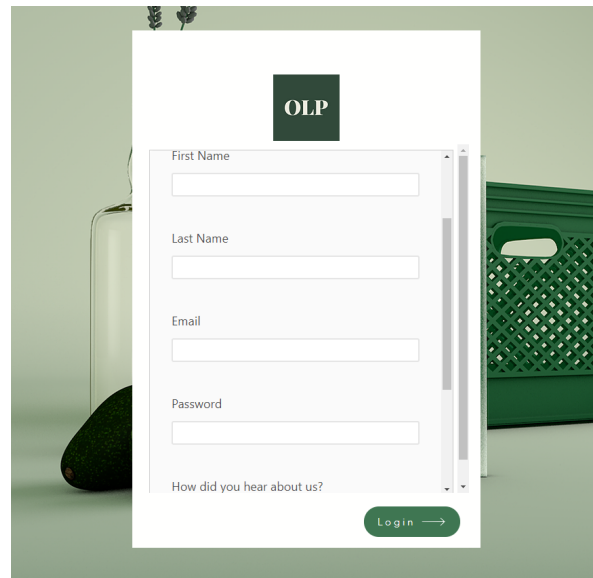 OLP
First Name
Last Name
Email
Password
How did you hear about us?
Login